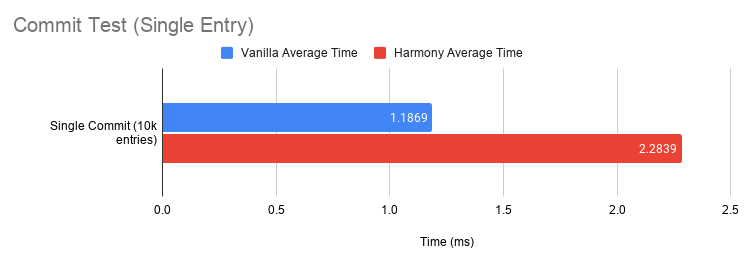 Commit Test (Single Entry)
Vanilla Average Time
Harmony Average Time
Single Commit (10k
entries)
1.1869
2.2839
0.0
0.5
1.0
1.5
2.0
2.5
Time (ms)